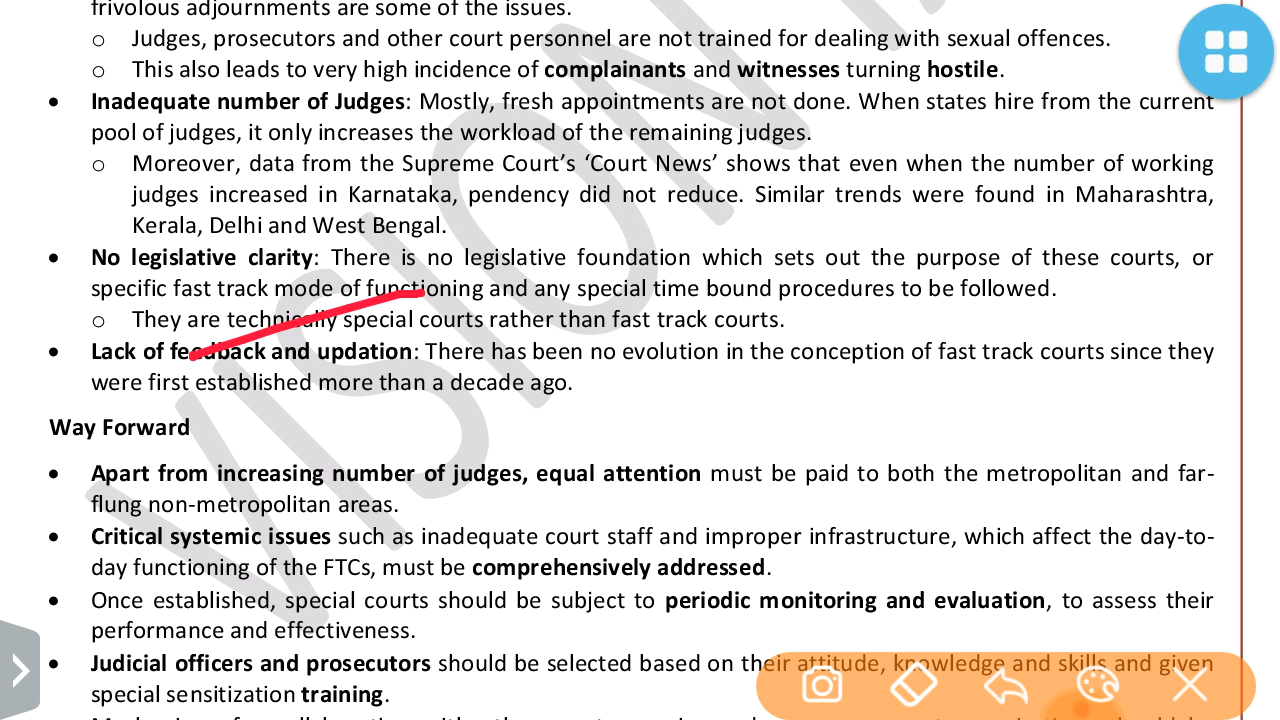 frivolous adjournments are some of the issues.
o Judges, prosecutors and other court personnel are not trained for dealing with sexual offences.
o This also leads to very high incidence of complainants and witnesses turning hostile.
• Inadequate number of Judges: Mostly, fresh appointments are not done. When states hire from the current
pool of judges, it only increases the workload of the remaining judges.
o Moreover, data from the Supreme Court’s ‘Court News’ shows that even when the number of working
judges increased in Karnataka, pendency did not reduce. Similar trends were found in Maharashtra,
Kerala, Delhi and West Bengal.
• No legislative clarity: There is no legislative foundation which sets out the purpose of these courts, or
specific fast track mode of functioning and any special time bound procedures to be followed.
o They are technically special courts rather than fast track courts.
• Lack of feedback and updation: There has been no evolution in the conception of fast track courts since they
were first established more than a decade ago.
Way Forward
• Apart from increasing number of judges, equal attention must be paid to both the metropolitan and far-
flung non-metropolitan areas.
• Critical systemic issues such as inadequate court staff and improper infrastructure, which affect the day-to-
day functioning of the FTCs, must be comprehensively addressed.
• Once established, special courts should be subject to periodic monitoring and evaluation, to assess their
performance and effectiveness.
• Judicial officers and prosecutors should be selected based on their attitude, knowledge and skills and given
special sensitization training.
VISION